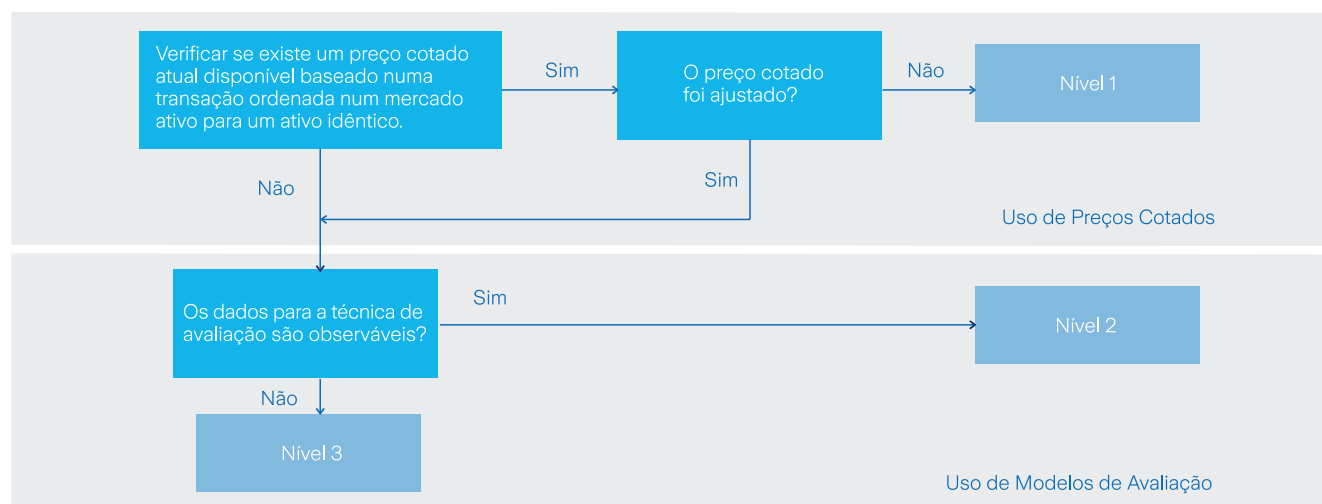 Verificar se existe um preço cotado
atual disponível baseado numa
transação ordenada num mercado
ativo para um ativo idêntico.
Sim
O preço cotado
foi ajustado?
Não
Nível 1
Não
Sim
Uso de Preços Cotados
Os dados para a técnica de
avaliação são observáveis?
Sim
Nível 2
Não
Nível 3
Uso de Modelos de Avaliação